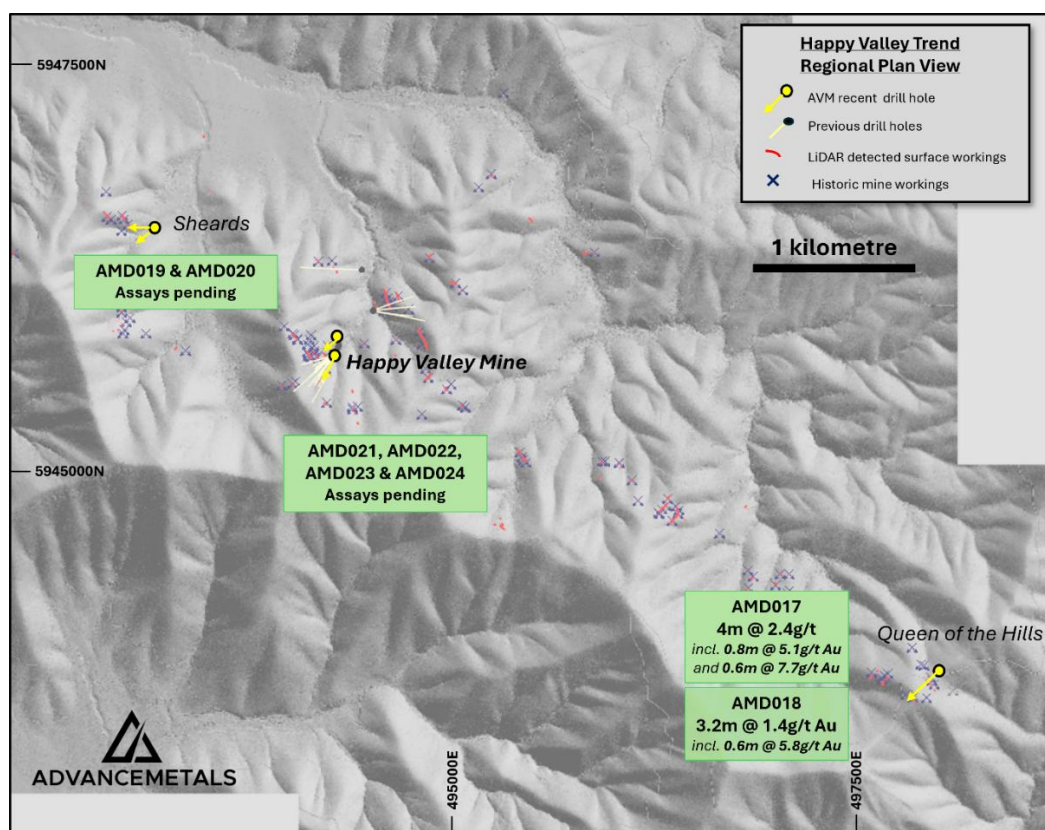 Happy Valley Trend
Regional Plan View
AVM recent drill hole
Previous drill holes
LiDAR detected surface workings
Historic mine workings
5947500N
Sheards
1 kilometre
AMD019 & AMD020
Assays pending
Happy Valley Mine
5945000N
AMD021, AMD022,
AMD023 & AMD024
Assays pending
AMD017
4m @ 2.4g/t
incl. 0.8m @ 5.1g/t Au
and 0.6m @ 7.7g/t Au
Queen of the Hills
AMD018
3.2m @ 1.4g/t Au
incl. 0.6m @ 5.8g/t Au
ADVANCEMETALS
495000E
497500E